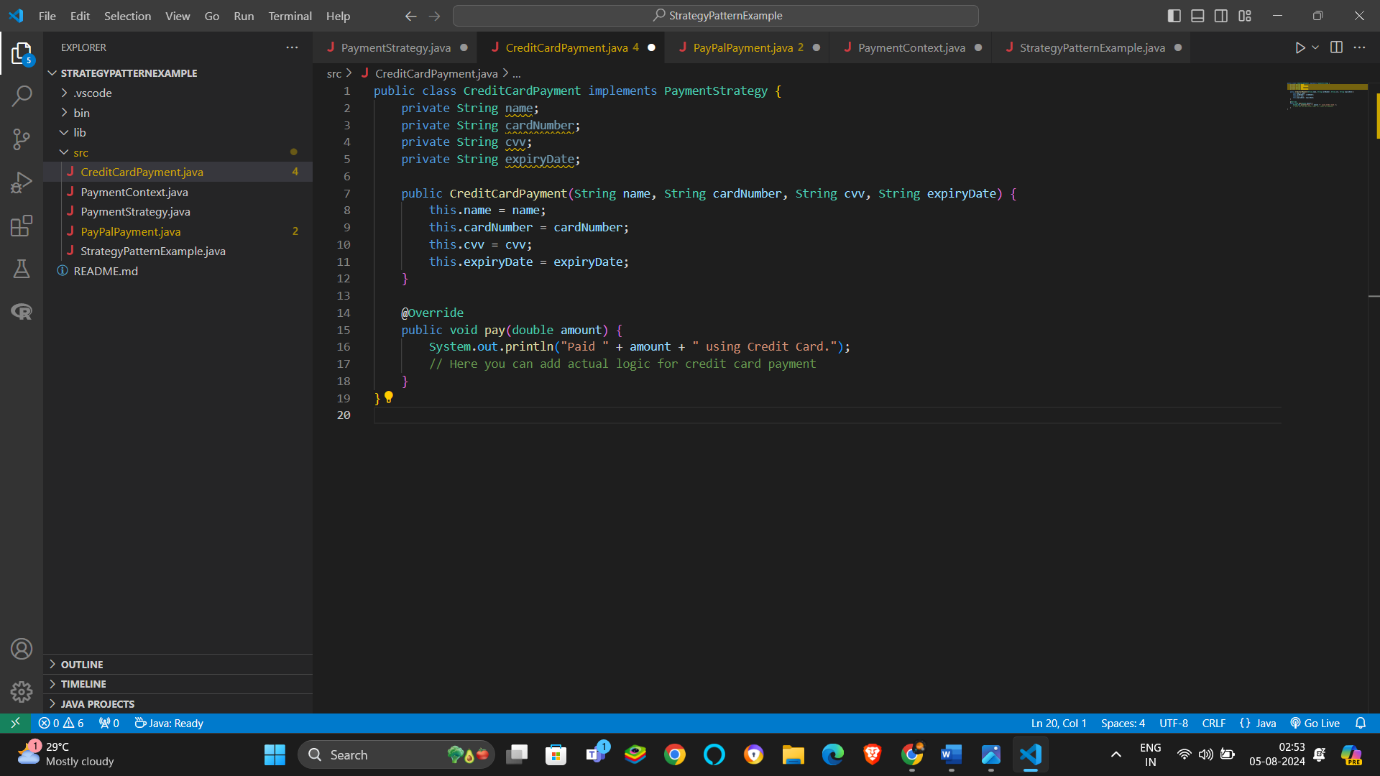 File Edit Selection View Go Run Terminal Help
StrategyPatternExample
EXPLORER
PaymentStrategy.java
CreditCardPayment.java 4
PayPalPayment.java 2
PaymentContext.java
StrategyPatternExample.java
src > CreditCardPayment.java > ...
5
STRATEGYPATTERNEXAMPLE
.vscode
bin
lib
src
CreditCardPayment.java 4
PaymentContext.java
PaymentStrategy.java
PayPalPayment.java 2
StrategyPatternExample.java
README.md
1 public class CreditCardPayment implements PaymentStrategy {
2 private String name;
3 private String cardNumber;
4 private String cvv;
5 private String expiryDate;
6
7 public CreditCardPayment(String name, String cardNumber, String cvv, String expiryDate) {
8 this.name = name;
9 this.cardNumber = cardNumber;
10 this.cvv = cvv;
11 this.expiryDate = expiryDate;
12 }
13
14 @Override
15 public void pay(double amount) {
16 System.out.println("Paid " + amount + " using Credit Card.");
17 // Here you can add actual logic for credit card payment
18 }
19 }
20
OUTLINE
TIMELINE
JAVA PROJECTS
0 6 0 Java: Ready
Ln 20, Col 1 Spaces: 4 UTF-8 CRLF {} Java Go Live
1
29°C
Mostly cloudy
Search
1
ENG
IN
02:53
05-08-2024
PRE